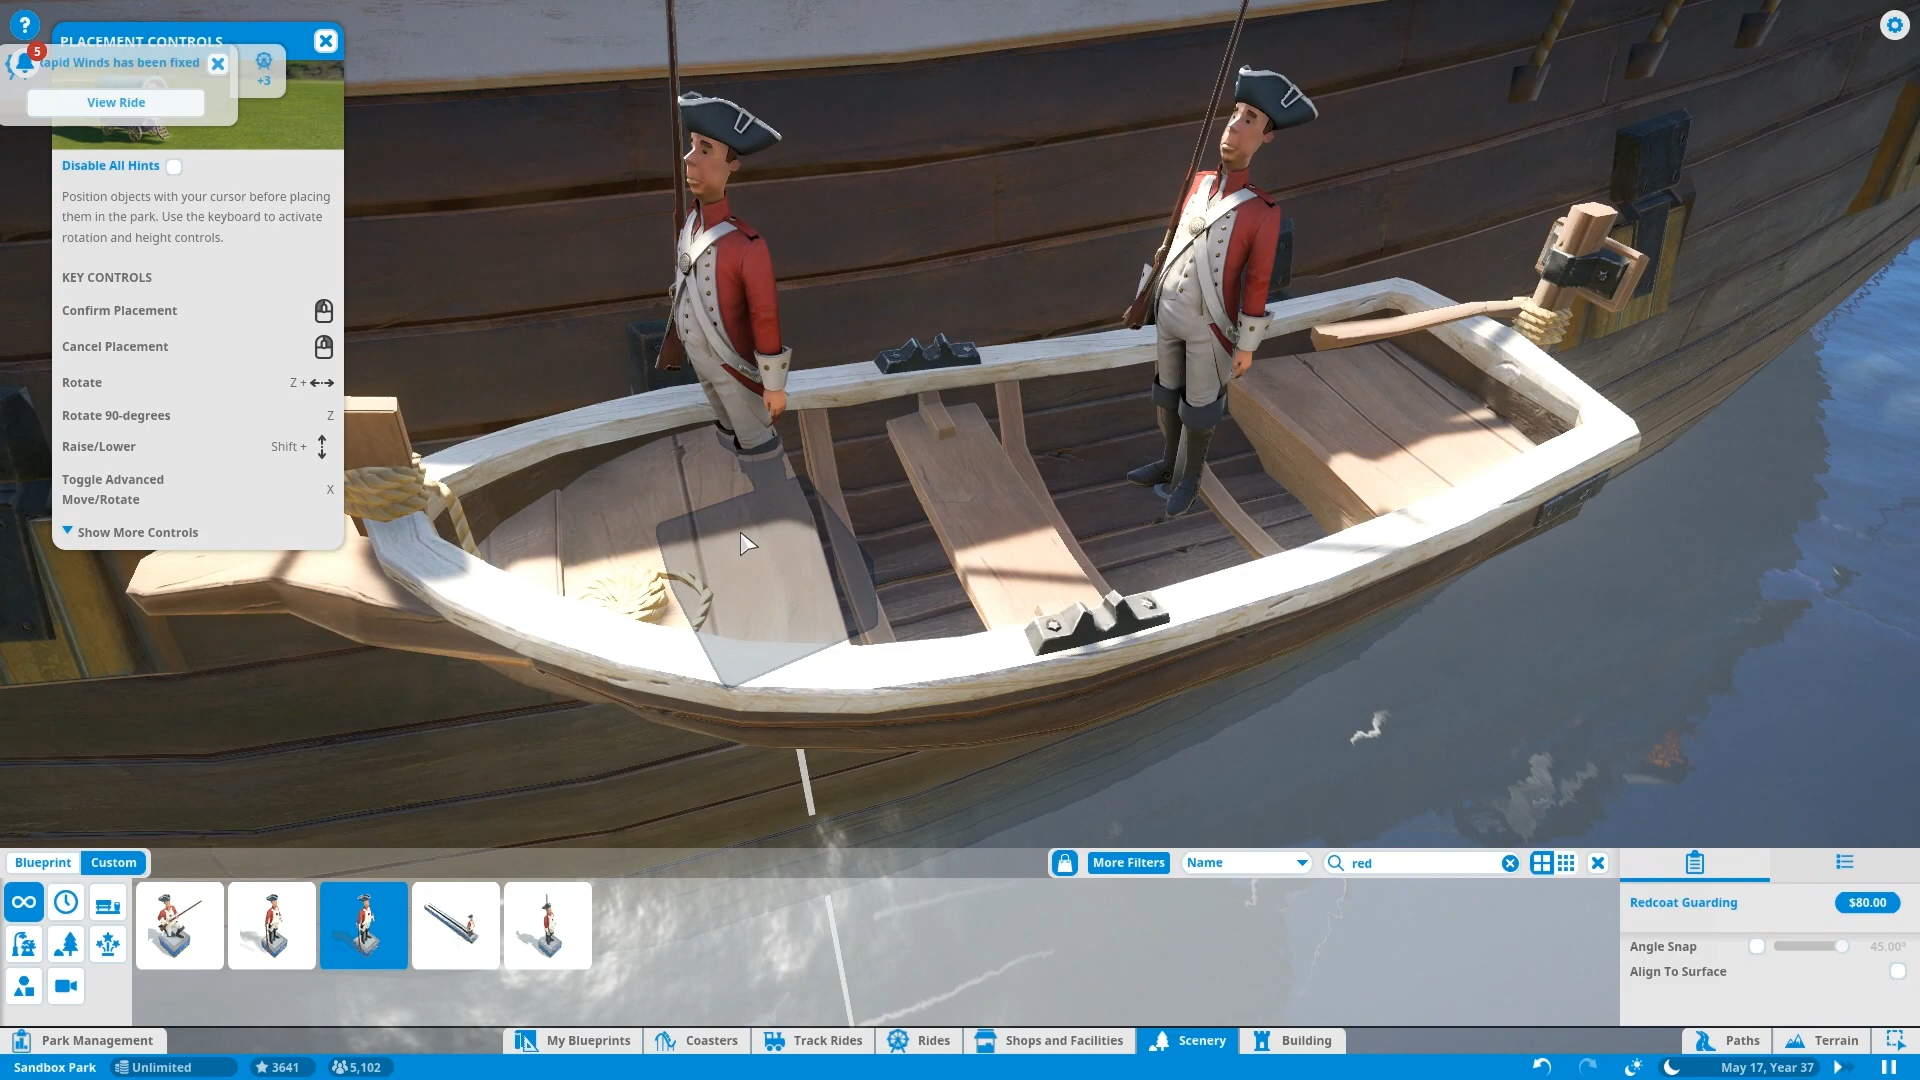 ?
PLACEMENT CONTROLS
5
apid Winds has been fixed
+3
View Ride
Disable All Hints
Position objects with your cursor before placing
them in the park. Use the keyboard to activate
rotation and height controls.
KEY CONTROLS
Confirm Placement
Cancel Placement
Rotate Z +
Rotate 90-degrees Z
Raise/Lower Shift +
Toggle Advanced
Move/Rotate X
Show More Controls
Blueprint Custom
More Filters Name red
Redcoat Guarding $80.00
Angle Snap 45.00°
Align To Surface
Park Management My Blueprints Coasters Track Rides Rides Shops and Facilities Scenery Building Paths Terrain
Sandbox Park Unlimited 3641 5,102 May 17, Year 37